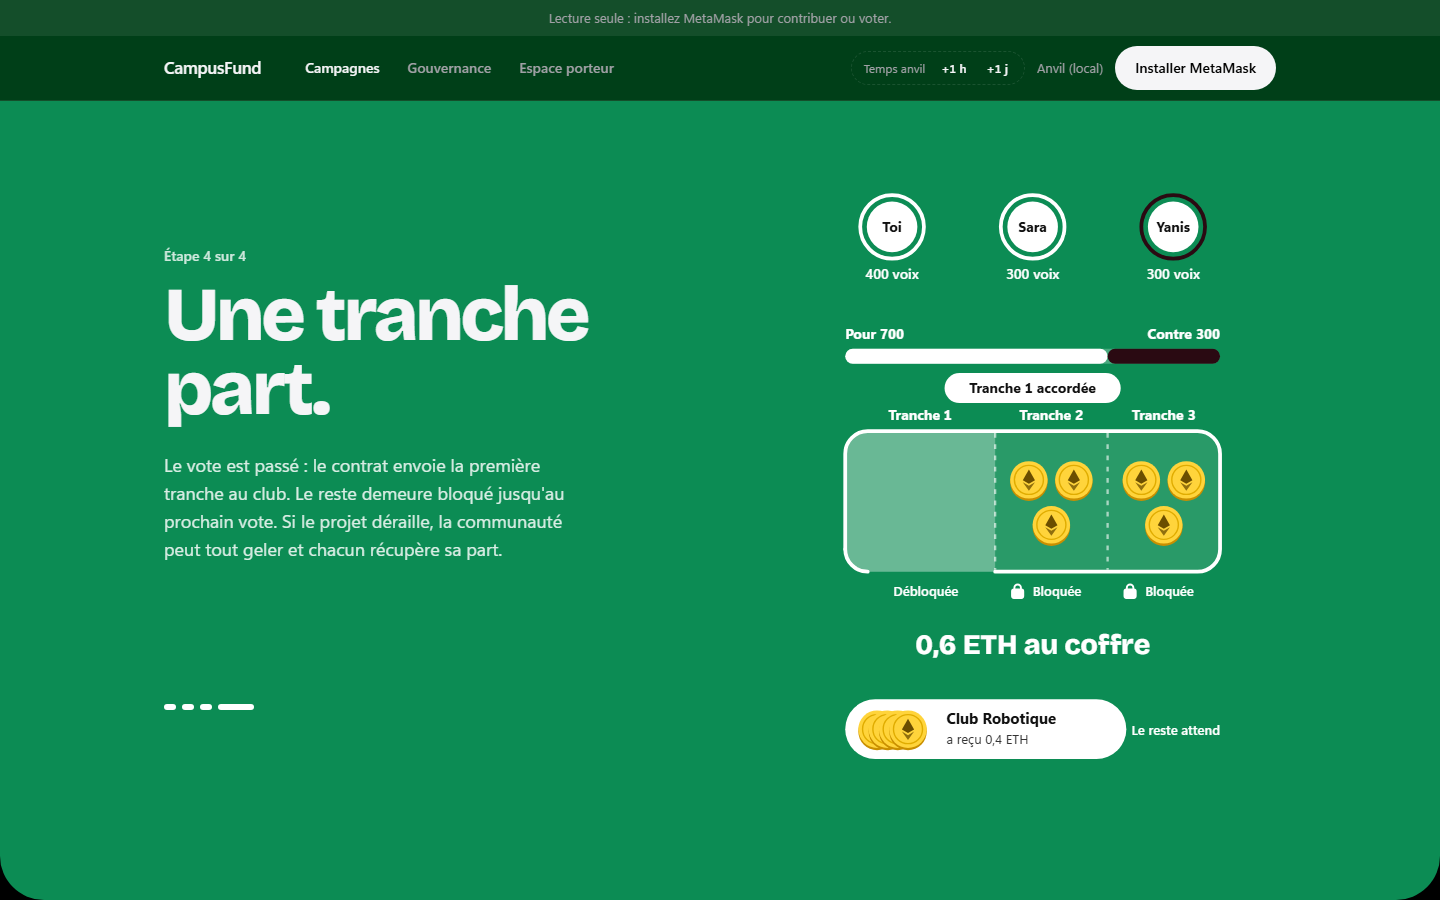 Lecture seule : installez MetaMask pour contribuer ou voter.
CampusFund
Campagnes
Gouvernance
Espace porteur
Temps anvil
+1 h
+1 j
Anvil (local)
Installer MetaMask
Étape 4 sur 4
Une tranche
part.
Le vote est passé : le contrat envoie la première
tranche au club. Le reste demeure bloqué jusqu'au
prochain vote. Si le projet déraille, la communauté
peut tout geler et chacun récupère sa part.
Toi
Sara
Yanis
400 voix
300 voix
300 voix
Pour 700
Contre 300
Tranche 1 accordée
Tranche 1
Tranche 2
Tranche 3
Débloquée
Bloquée
Bloquée
0,6 ETH au coffre
Club Robotique
a reçu 0,4 ETH
Le reste attend